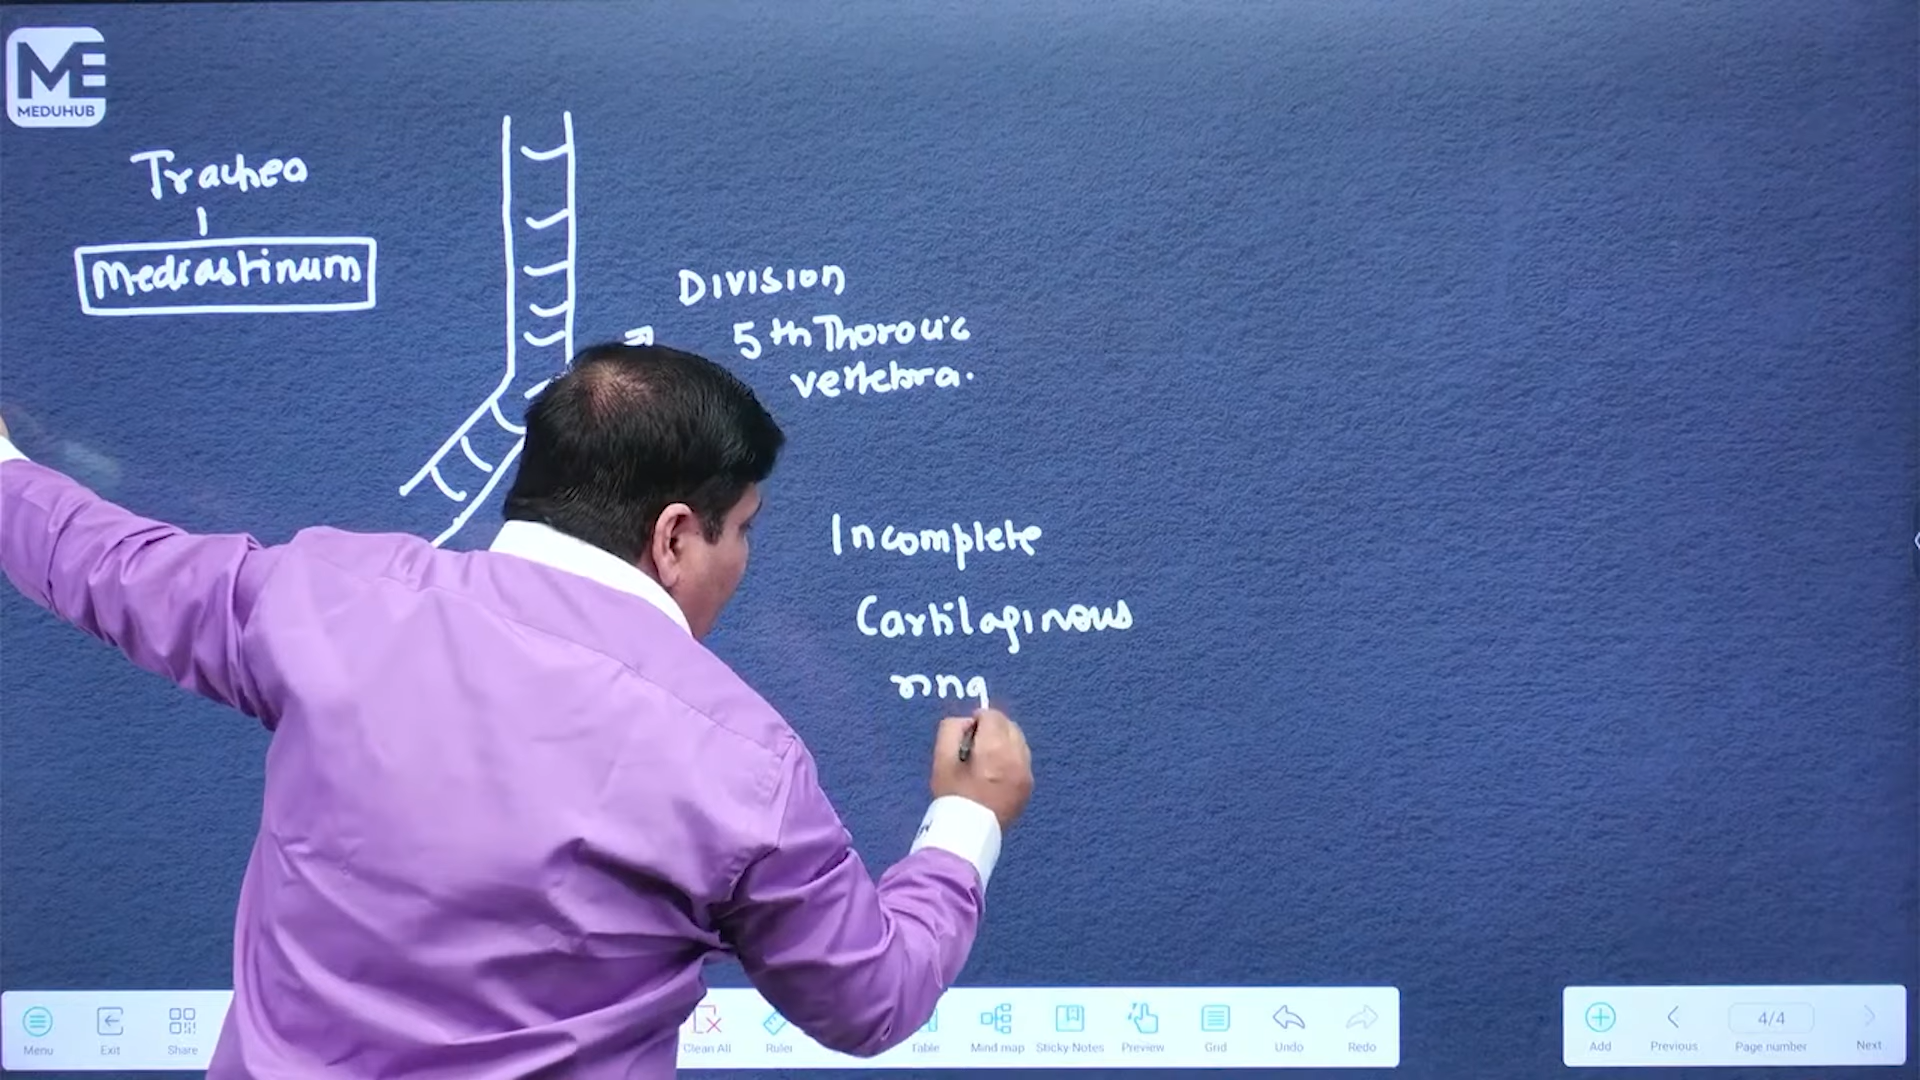 ME
MEDUHUB
Trachea
Mediastinum
Division
5th Thoracic
vertebra.
Incomplete
Cartilaginous
ring
Menu
Exit
Share
Clean All
Ruler
Table
Mind map
Sticky Notes
Preview
Grid
Undo
Redo
Add
Previous
4/4
Page number
Next